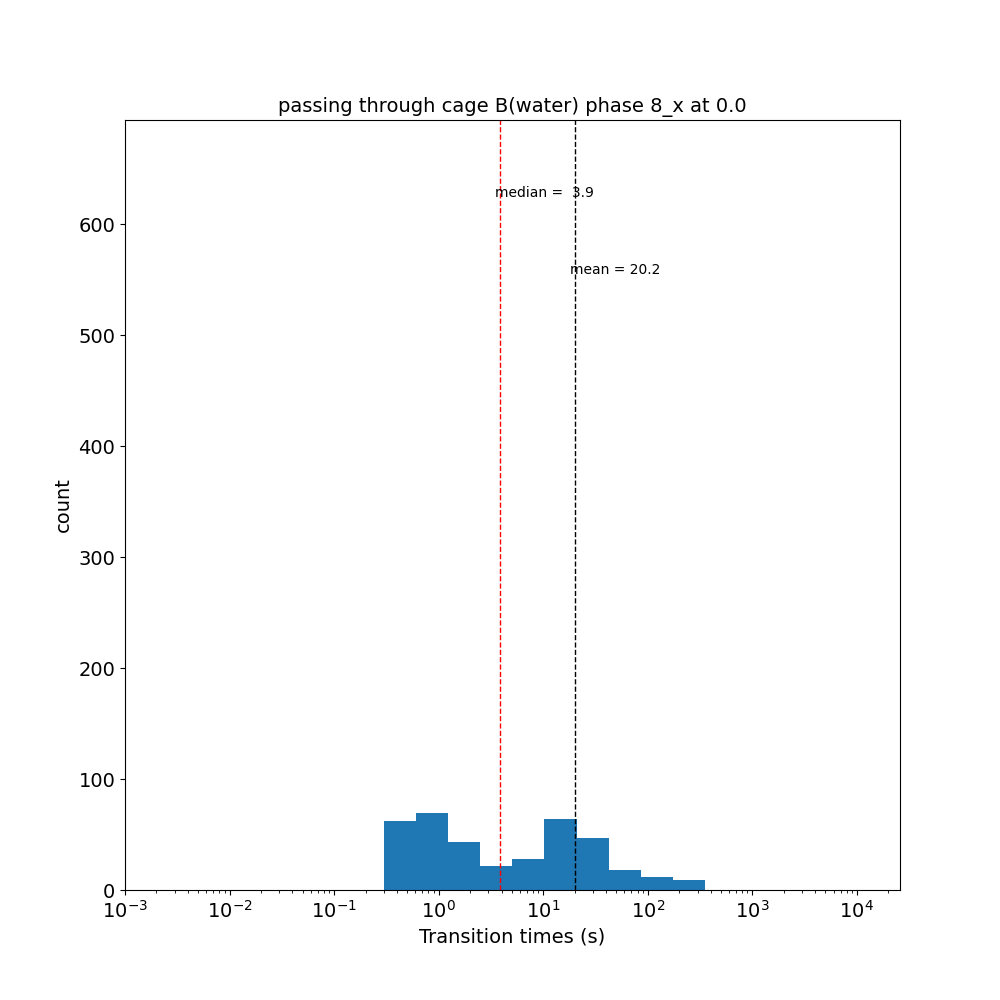 passing through cage B(water) phase 8_x at 0.0
median =  3.9
mean = 20.2
600
500
400
300
200
100
0
count
10⁻³ 10⁻² 10⁻¹ 10⁰ 10¹ 10² 10³ 10⁴
Transition times (s)